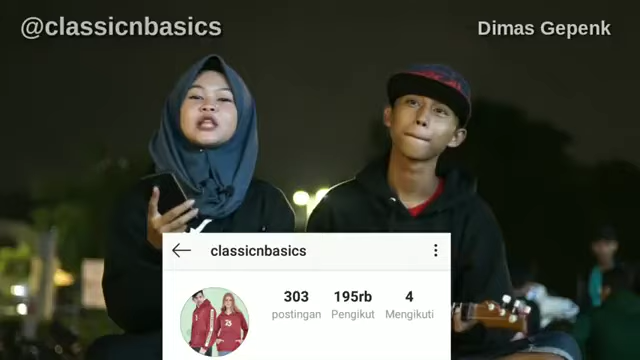 @classicnbasics
Dimas Gepenk
classicnbasics
303 195rb 4
postingan Pengikut Mengikuti